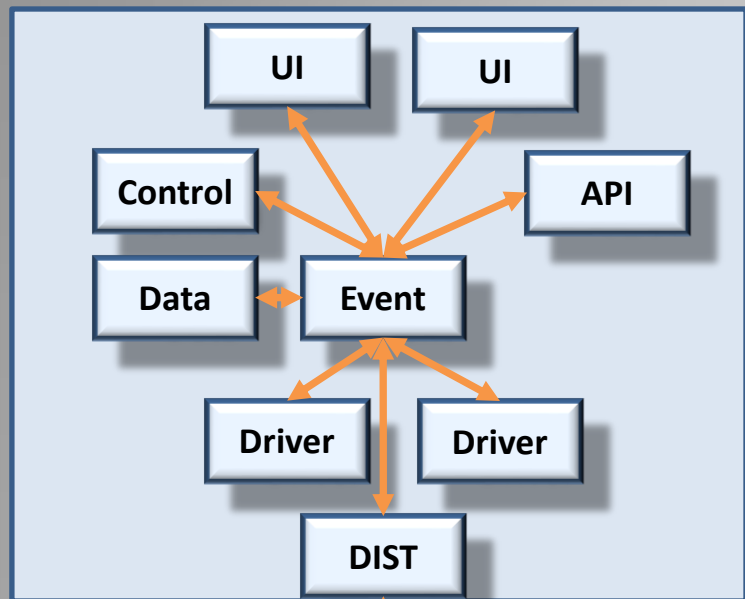 UI
UI
Control
API
Data
Event
Driver
Driver
DIST